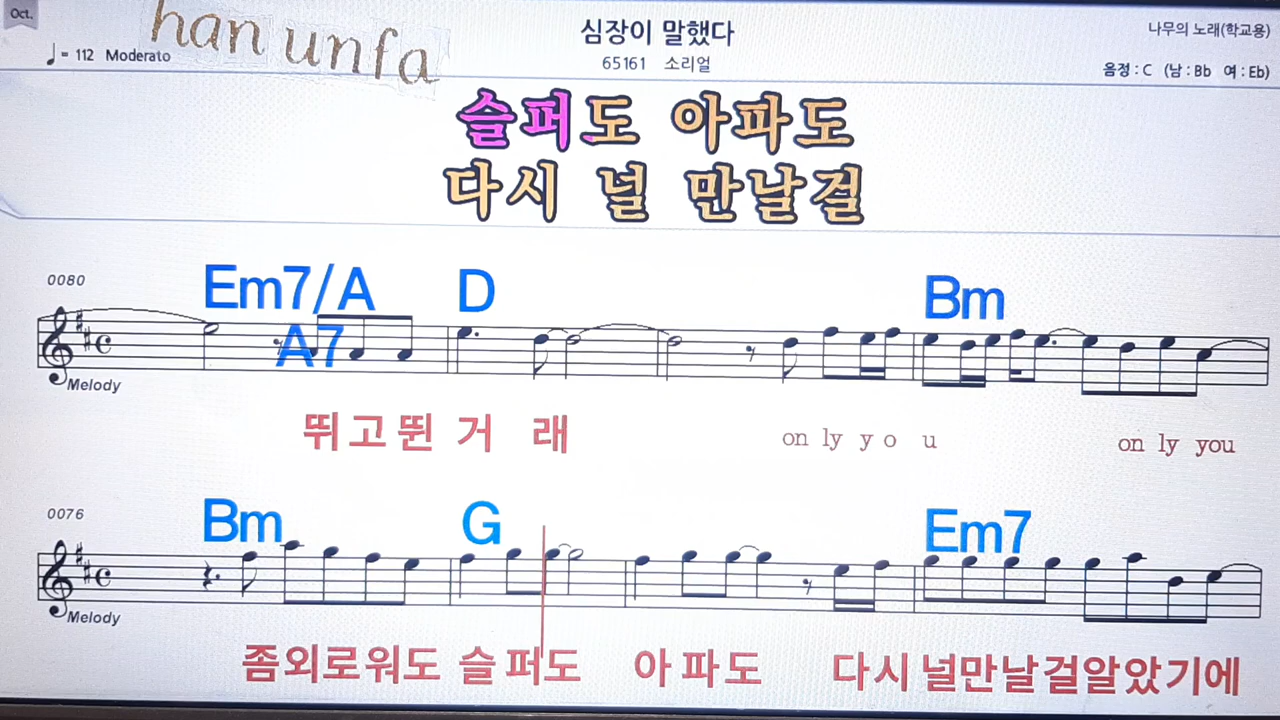 Oct.
han unfa
♩= 112 Moderato
심장이 말했다
65161 소리얼
나무의 노래(학교용)
음정 : C (남 : Bb 여 : Eb)
슬퍼도 아파도
다시 널 만날걸
0080
Em7/A D Bm
A7
Melody
뛰고뛴 거 래 on ly y o u on ly you
0076
Bm G Em7
Melody
좀외로워도 슬퍼도 아파도 다시 널만날걸알았기에